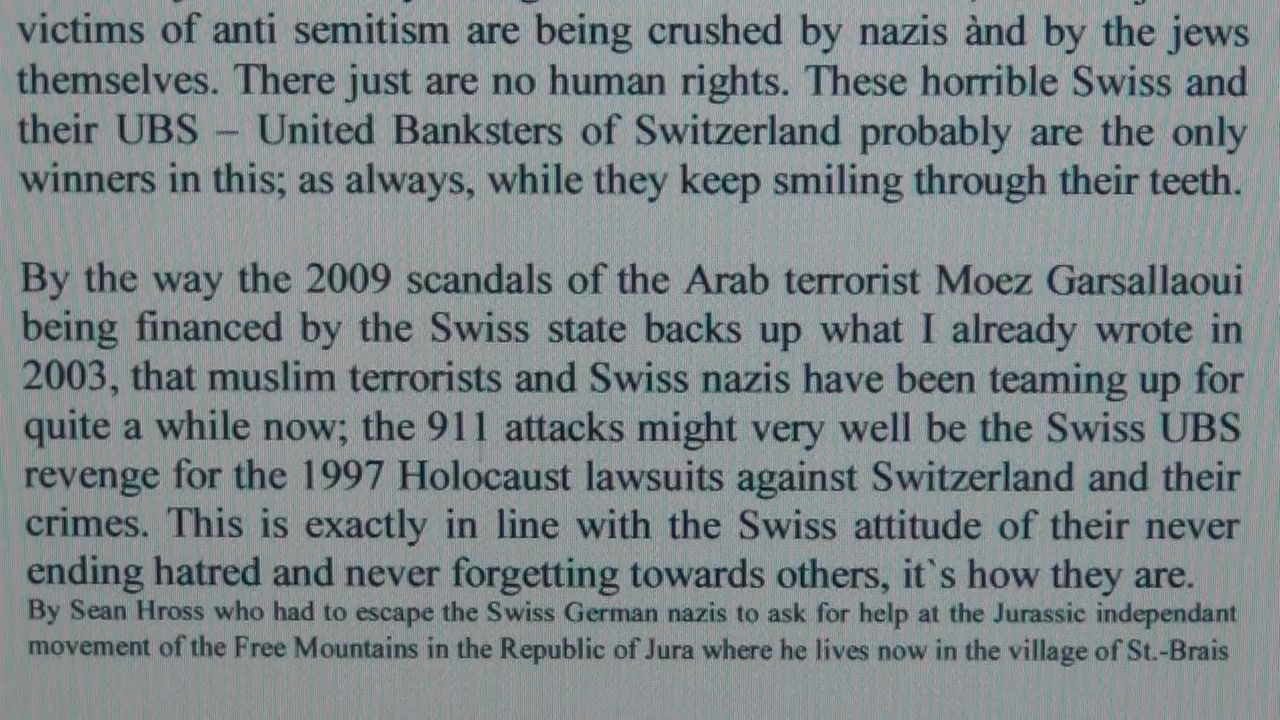 victims of anti semitism are being crushed by nazis ànd by the jews
themselves. There just are no human rights. These horrible Swiss and
their UBS – United Banksters of Switzerland probably are the only
winners in this; as always, while they keep smiling through their teeth.
By the way the 2009 scandals of the Arab terrorist Moez Garsallaoui
being financed by the Swiss state backs up what I already wrote in
2003, that muslim terrorists and Swiss nazis have been teaming up for
quite a while now; the 911 attacks might very well be the Swiss UBS
revenge for the 1997 Holocaust lawsuits against Switzerland and their
crimes. This is exactly in line with the Swiss attitude of their never
ending hatred and never forgetting towards others, it`s how they are.
By Sean Hross who had to escape the Swiss German nazis to ask for help at the Jurassic independant
movement of the Free Mountains in the Republic of Jura where he lives now in the village of St.-Brais